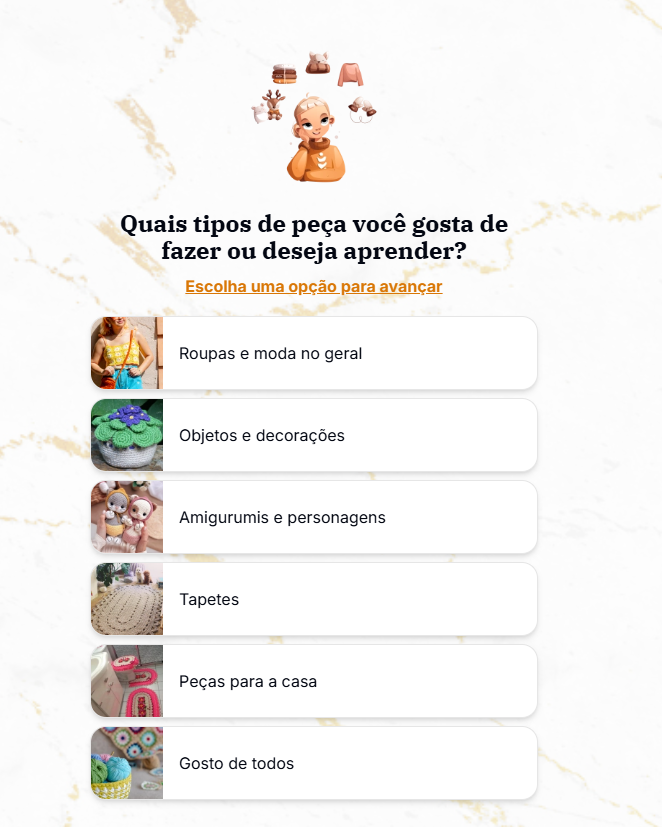 Quais tipos de peça você gosta de
fazer ou deseja aprender?
Escolha uma opção para avançar
Roupas e moda no geral
Objetos e decorações
Amigurumis e personagens
Tapetes
Peças para a casa
Gosto de todos